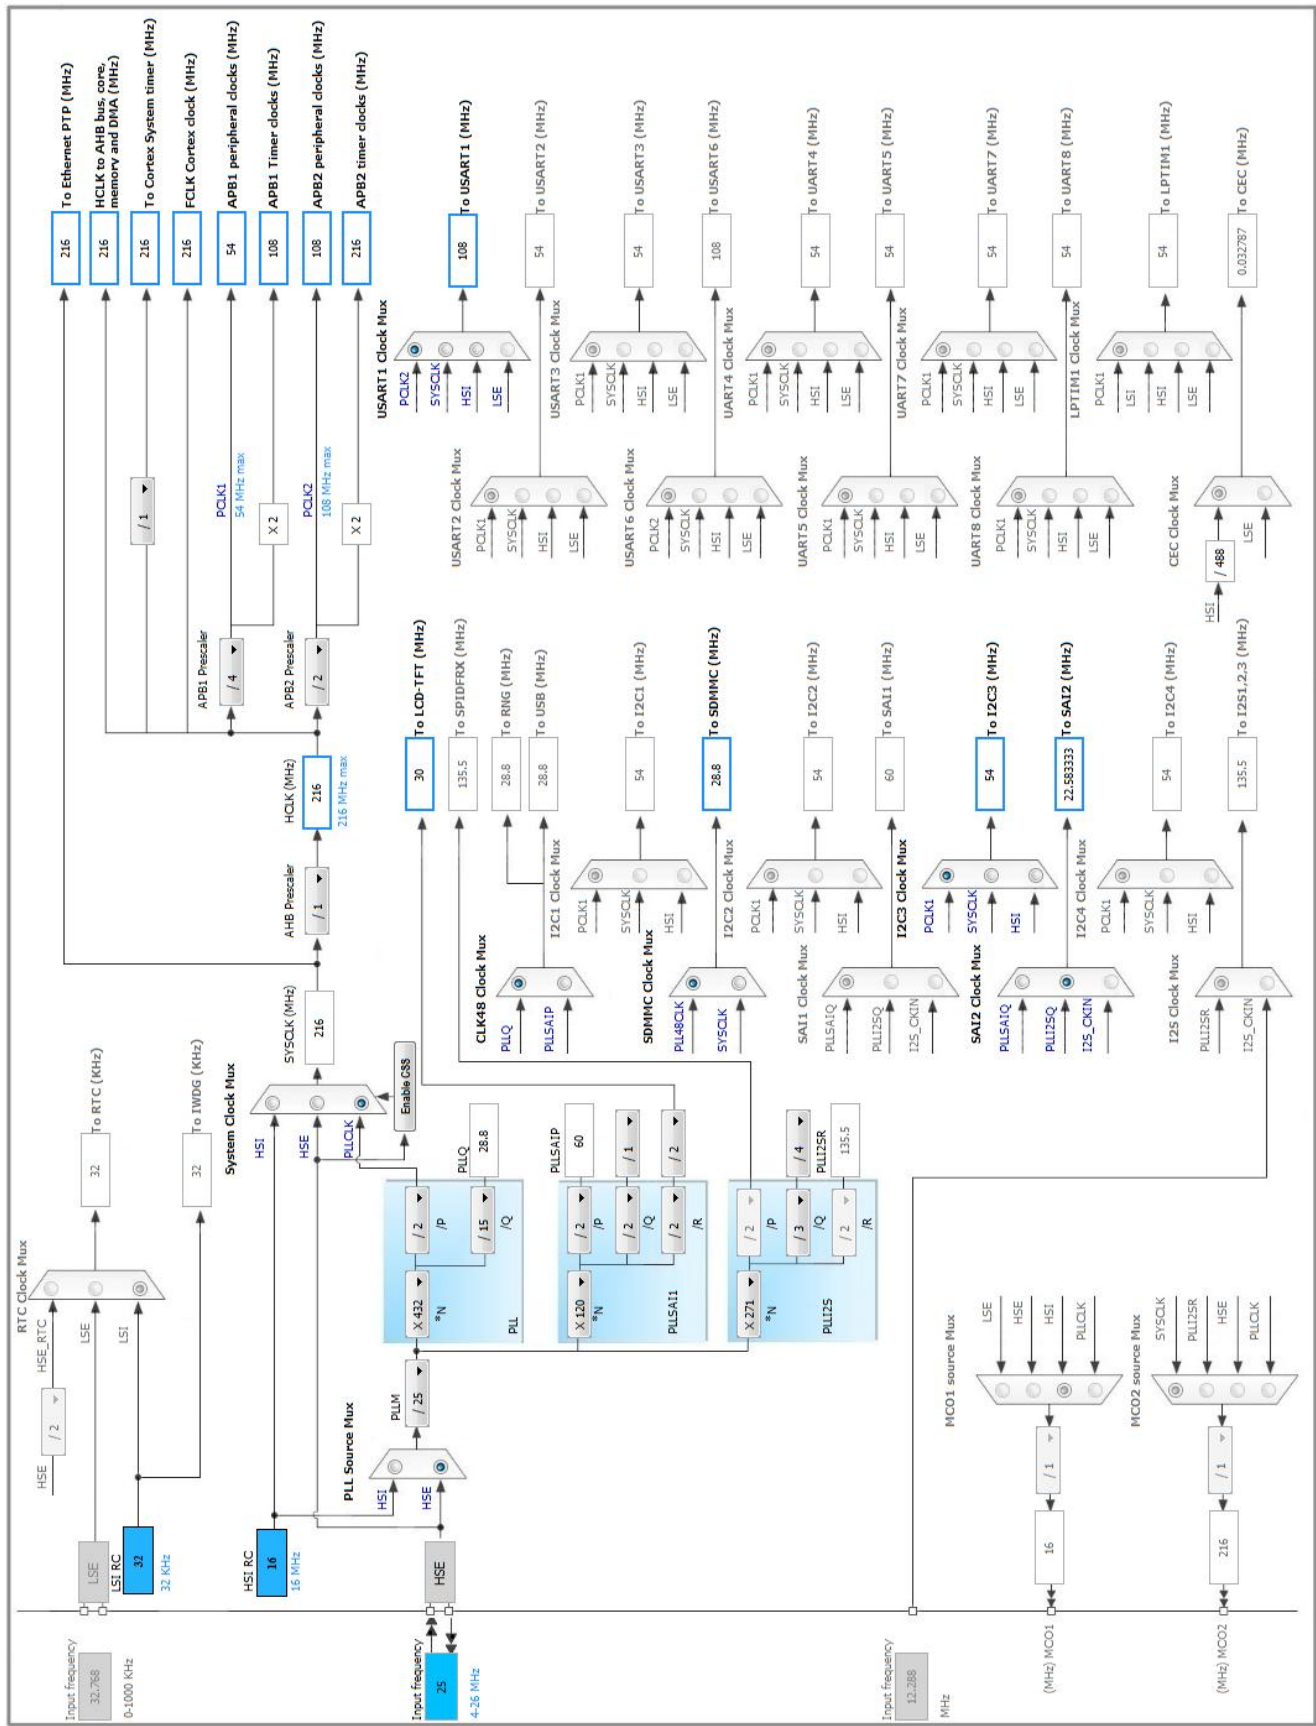 Input frequency
32.768
0-1000 KHz
LSE
LSI RC
32
32 KHz
HSE
/ 2
HSE_RTC
LSE
LSI
RTC Clock Mux
32
To RTC (KHz)
32
To IWDG (KHz)
HSI RC
16
16 MHz
Input frequency
25
4-26 MHz
HSE
PLL Source Mux
HSI
HSE
PLLM
/ 25
System Clock Mux
HSI
HSE
PLLCLK
Enable CSS
SYSCLK (MHz)
216
AHB Prescaler
/ 1
HCLK (MHz)
216
216 MHz max
APB1 Prescaler
/ 4
APB2 Prescaler
/ 2
/ 1
PCLK1
54 MHz max
X 2
PCLK2
108 MHz max
X 2
216
To Ethernet PTP (MHz)
216
HCLK to AHB bus, core,
memory and DMA (MHz)
216
To Cortex System timer (MHz)
216
FCLK Cortex clock (MHz)
54
APB1 peripheral clocks (MHz)
108
APB1 Timer clocks (MHz)
108
APB2 peripheral clocks (MHz)
216
APB2 timer clocks (MHz)
X 432
*N
/ 2
/P
/ 15
/Q
PLLQ
28.8
PLL
X 120
*N
/ 2
/P
/ 2
/Q
/ 2
/R
PLLSAIP
60
/ 1
/ 2
PLLSAI1
X 271
*N
/ 2
/P
/ 3
/Q
/ 2
/R
/ 4
PLLI2SR
135.5
PLLI2S
30
To LCD-TFT (MHz)
135.5
To SPIDFRX (MHz)
CLK48 Clock Mux
PLLQ
PLLSAIP
28.8
To RNG (MHz)
28.8
To USB (MHz)
I2C1 Clock Mux
PCLK1
SYSCLK
HSI
54
To I2C1 (MHz)
SDMMC Clock Mux
PLL48CLK
SYSCLK
28.8
To SDMMC (MHz)
I2C2 Clock Mux
PCLK1
SYSCLK
HSI
54
To I2C2 (MHz)
SAI1 Clock Mux
PLLSAIQ
PLLI2SQ
I2S_CKIN
60
To SAI1 (MHz)
I2C3 Clock Mux
PCLK1
SYSCLK
HSI
54
To I2C3 (MHz)
SAI2 Clock Mux
PLLSAIQ
PLLI2SQ
I2S_CKIN
22.583333
To SAI2 (MHz)
I2C4 Clock Mux
PCLK1
SYSCLK
HSI
54
To I2C4 (MHz)
I2S Clock Mux
PLLI2SR
I2S_CKIN
135.5
To I2S1,2,3 (MHz)
USART1 Clock Mux
PCLK2
SYSCLK
HSI
LSE
108
To USART1 (MHz)
USART2 Clock Mux
PCLK1
SYSCLK
HSI
LSE
54
To USART2 (MHz)
USART3 Clock Mux
PCLK1
SYSCLK
HSI
LSE
54
To USART3 (MHz)
USART6 Clock Mux
PCLK2
SYSCLK
HSI
LSE
108
To USART6 (MHz)
UART4 Clock Mux
PCLK1
SYSCLK
HSI
LSE
54
To UART4 (MHz)
UART5 Clock Mux
PCLK1
SYSCLK
HSI
LSE
54
To UART5 (MHz)
UART7 Clock Mux
PCLK1
SYSCLK
HSI
LSE
54
To UART7 (MHz)
UART8 Clock Mux
PCLK1
SYSCLK
HSI
LSE
54
To UART8 (MHz)
LPTIM1 Clock Mux
PCLK1
LSI
HSI
LSE
54
To LPTIM1 (MHz)
CEC Clock Mux
HSI
/ 488
LSE
0.032787
To CEC (MHz)
Input frequency
12.288
MHz
MCO1 source Mux
LSE
HSE
HSI
PLLCLK
/ 1
16
(MHz) MCO1
MCO2 source Mux
SYSCLK
PLLI2SR
HSE
PLLCLK
/ 1
216
(MHz) MCO2